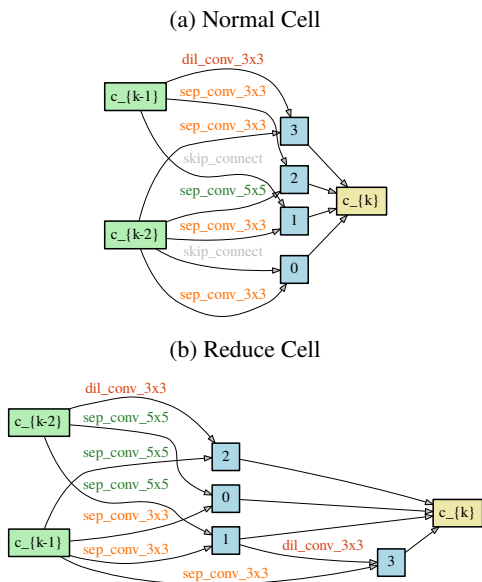 (a) Normal Cell
dil_conv_3x3
c_{k-1}
sep_conv_3x3
sep_conv_3x3
3
skip_connect
2
sep_conv_5x5
c_{k}
1
c_{k-2}
sep_conv_3x3
skip_connect
0
sep_conv_3x3
(b) Reduce Cell
dil_conv_3x3
c_{k-2}
sep_conv_5x5
sep_conv_5x5
2
sep_conv_5x5
0
c_{k}
sep_conv_3x3
1
c_{k-1}
sep_conv_3x3
dil_conv_3x3
3
sep_conv_3x3